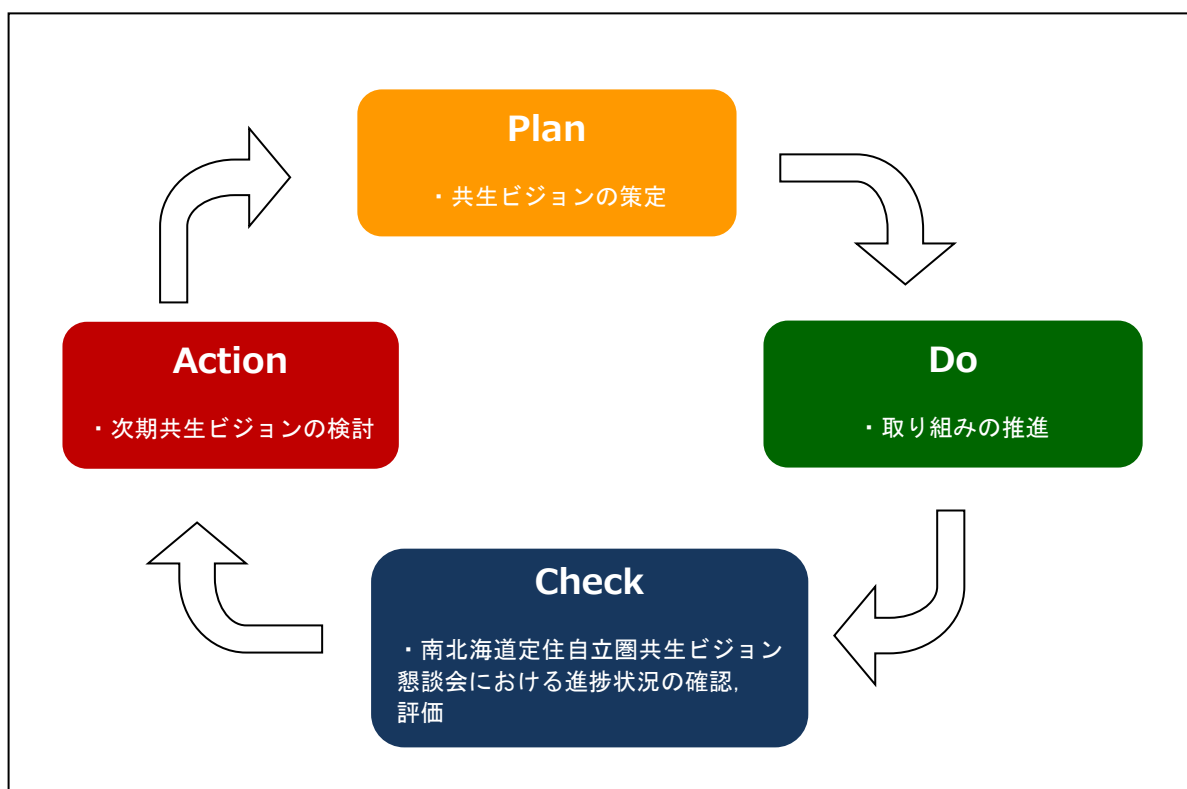 Plan
・共生ビジョンの策定
Do
・取り組みの推進
Check
・南北海道定住自立圏共生ビジョン
懇談会における進捗状況の確認,
評価
Action
・次期共生ビジョンの検討